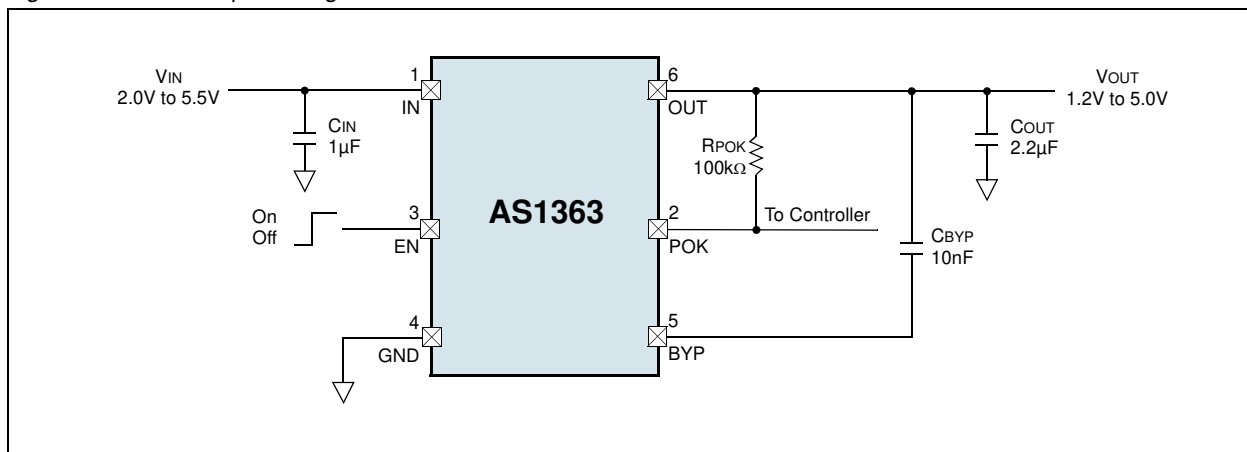 VIN
2.0V to 5.5V
1
IN
CIN
1µF
On
Off
3
EN
4
GND
AS1363
6
OUT
RPOK
100kΩ
2
POK
To Controller
5
BYP
CBYP
10nF
COUT
2.2µF
VOUT
1.2V to 5.0V